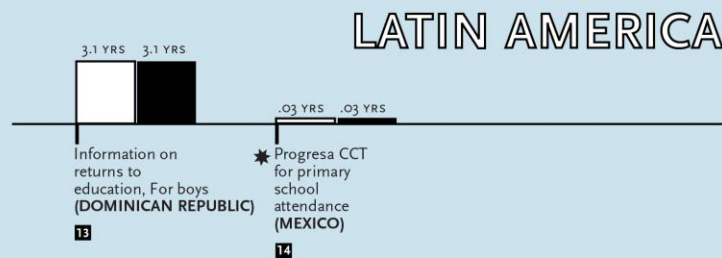 LATIN AMERICA
3.1 YRS 3.1 YRS
.03 YRS .03 YRS
Information on
returns to
education, For boys
(DOMINICAN REPUBLIC)
13
Progresa CCT
for primary
school
attendance
(MEXICO)
14